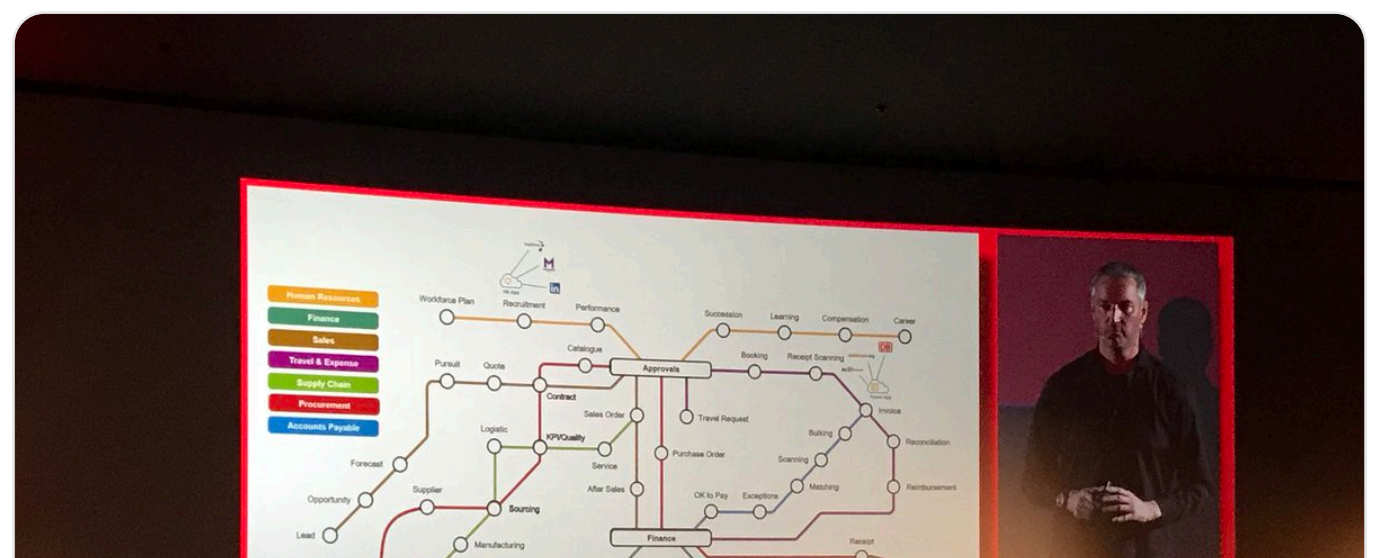 Human Resources
Finance
Sales
Travel & Expense
Supply Chain
Procurement
Accounts Payable
M
in
Workforce Plan
Recruitment
Performance
Succession
Learning
Compensation
Career
DB
Catalogue
Approvals
Booking
Receipt Scanning
Pursuit
Quote
Contract
Sales Order
Travel Request
Invoice
Logistic
KPI/Quality
Service
Purchase Order
Bulking
Reconciliation
Scanning
Forecast
Supplier
After Sales
Matching
Reimbursement
Opportunity
OK to Pay
Exceptions
Sourcing
Lead
Manufacturing
Finance
Receipt